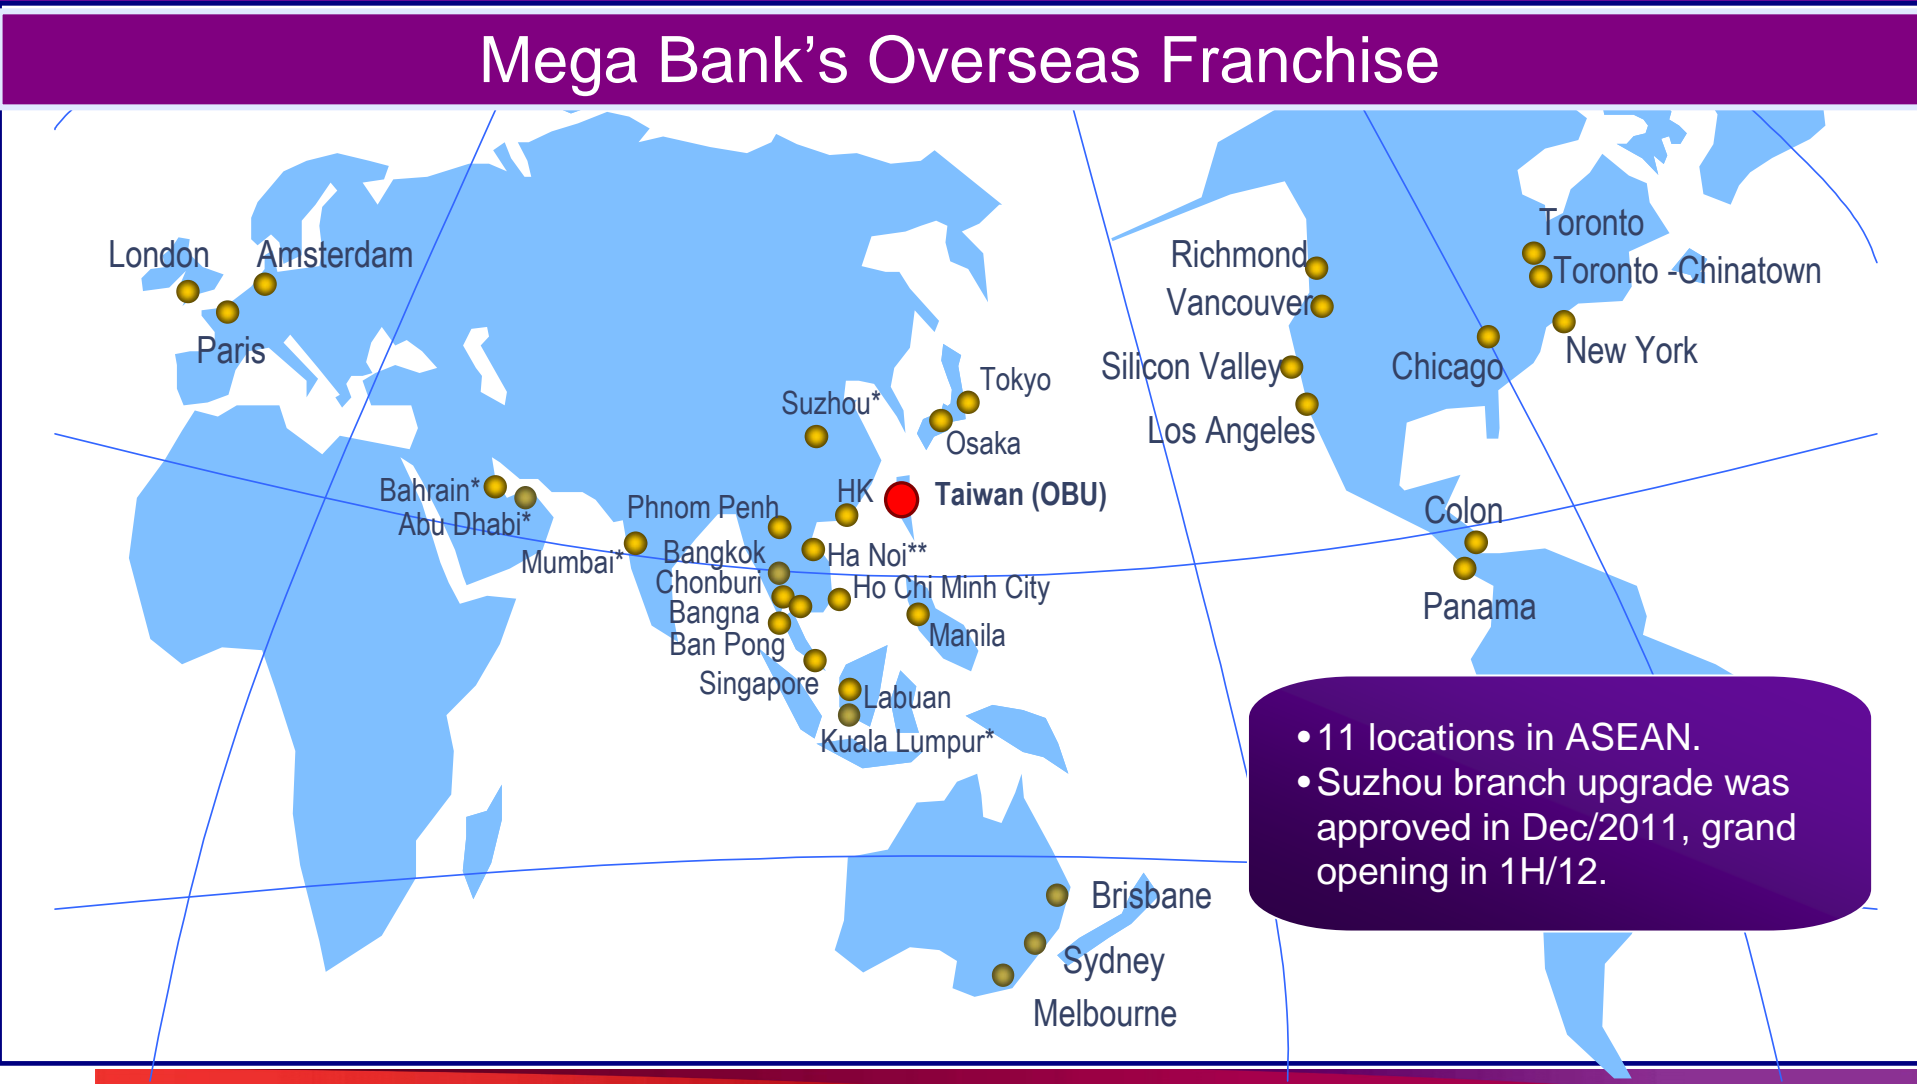 Mega Bank’s Overseas Franchise
London
Amsterdam
Paris
Bahrain*
Abu Dhabi*
Mumbai*
Suzhou*
Tokyo
Osaka
HK
Taiwan (OBU)
Phnom Penh
Bangkok
Ha Noi**
Chonburi
Ho Chi Minh City
Bangna
Ban Pong
Manila
Singapore
Labuan
Kuala Lumpur*
Brisbane
Sydney
Melbourne
Richmond
Vancouver
Silicon Valley
Los Angeles
Toronto
Toronto -Chinatown
New York
Chicago
Colon
Panama
•11 locations in ASEAN.
•Suzhou branch upgrade was
approved in Dec/2011, grand
opening in 1H/12.